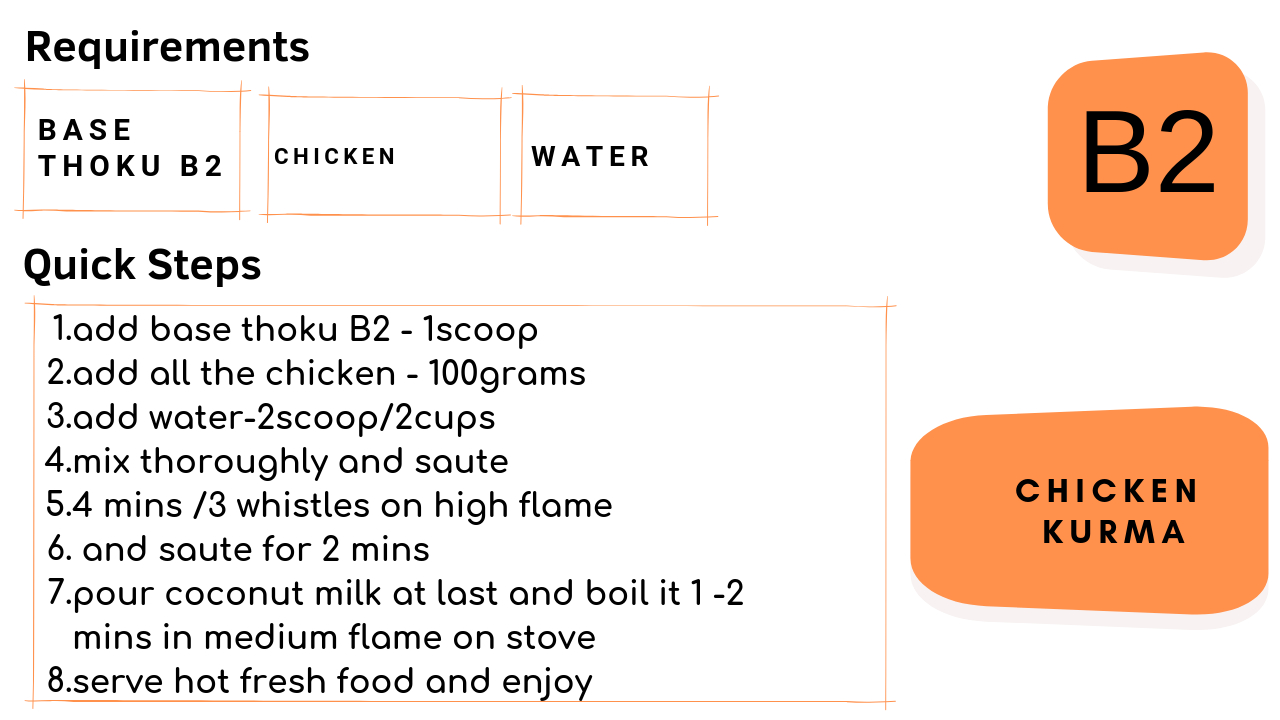 Requirements
BASE
THOKU B2
CHICKEN
WATER
B2
Quick Steps
1.add base thoku B2 - 1scoop
2.add all the chicken - 100grams
3.add water-2scoop/2cups
4.mix thoroughly and saute
5.4 mins /3 whistles on high flame
6. and saute for 2 mins
7.pour coconut milk at last and boil it 1 -2
mins in medium flame on stove
8.serve hot fresh food and enjoy
CHICKEN
KURMA